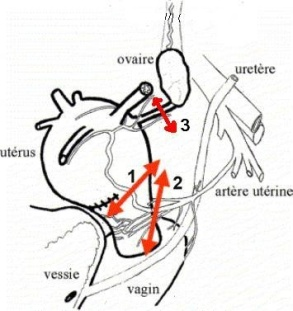 ovaire
uretère
3
utérus
1
2
artère utérine
vessie
vagin